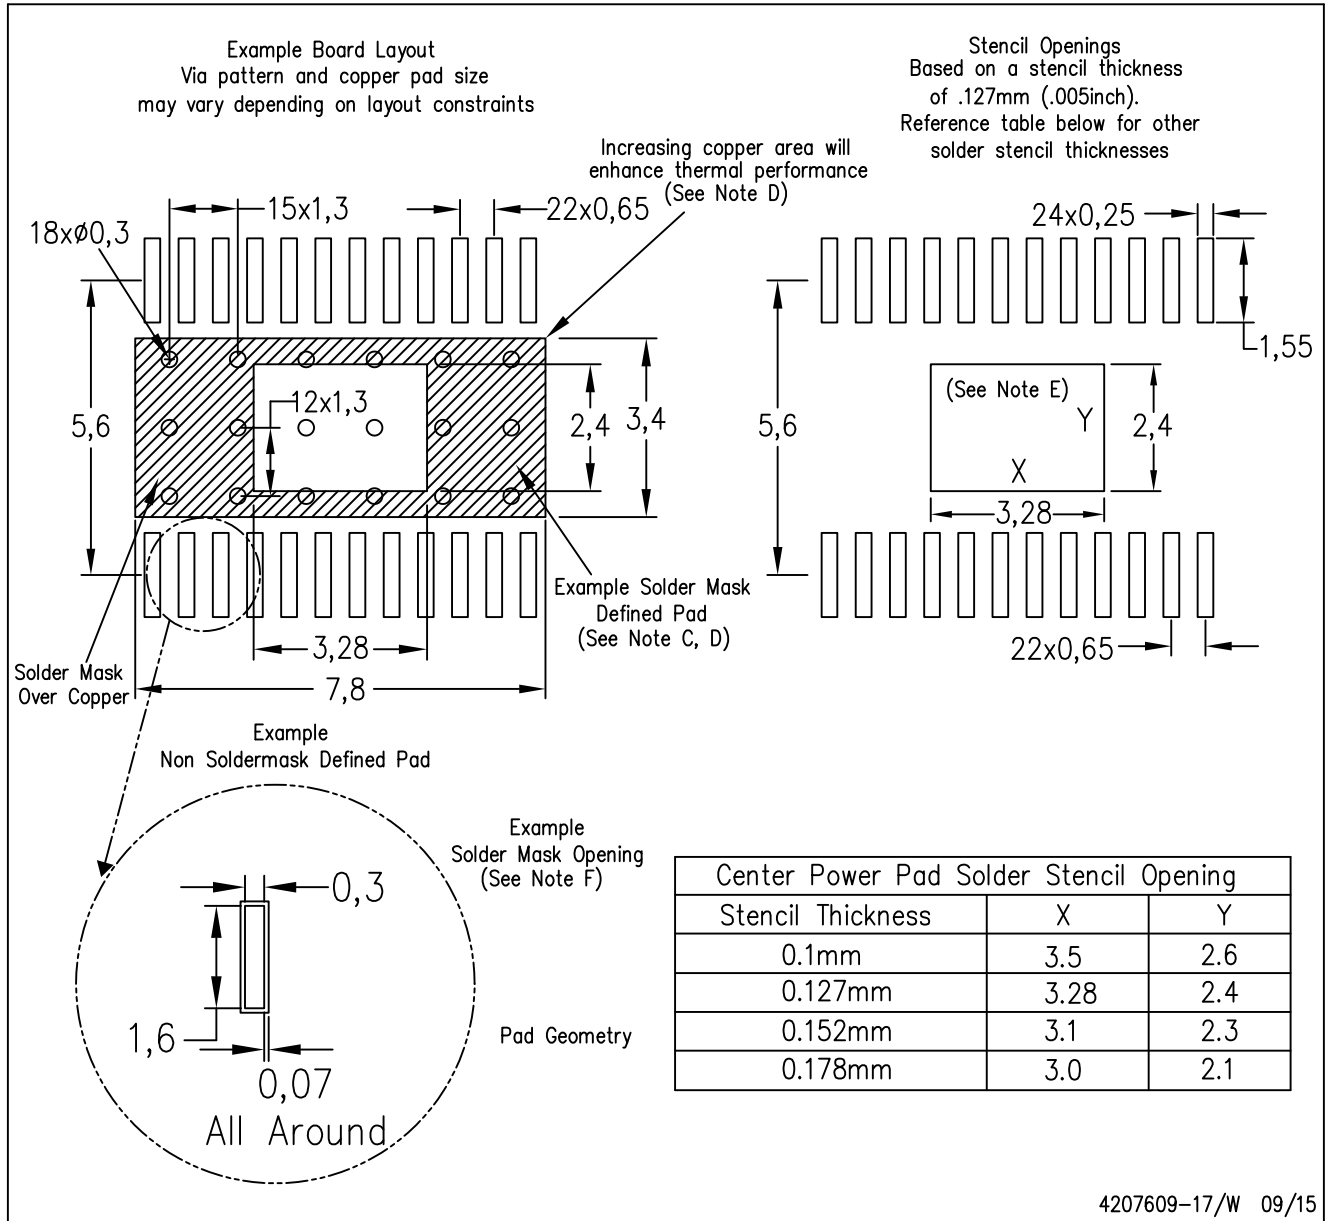 Example Board Layout
Via pattern and copper pad size
may vary depending on layout constraints
Stencil Openings
Based on a stencil thickness
of .127mm (.005inch).
Reference table below for other
solder stencil thicknesses
Increasing copper area will
enhance thermal performance
(See Note D)
15x1,3
22x0,65
18xø0,3
24x0,25
1,55
12x1,3
5,6
2,4
3,4
5,6
(See Note E)
Y
X
2,4
3,28
Example Solder Mask
Defined Pad
(See Note C, D)
3,28
22x0,65
Solder Mask
Over Copper
7,8
Example
Non Soldermask Defined Pad
Example
Solder Mask Opening
(See Note F)
0,3
1,6
Pad Geometry
0,07
All Around
Center Power Pad Solder Stencil Opening
Stencil Thickness X Y
0.1mm 3.5 2.6
0.127mm 3.28 2.4
0.152mm 3.1 2.3
0.178mm 3.0 2.1
4207609-17/W 09/15